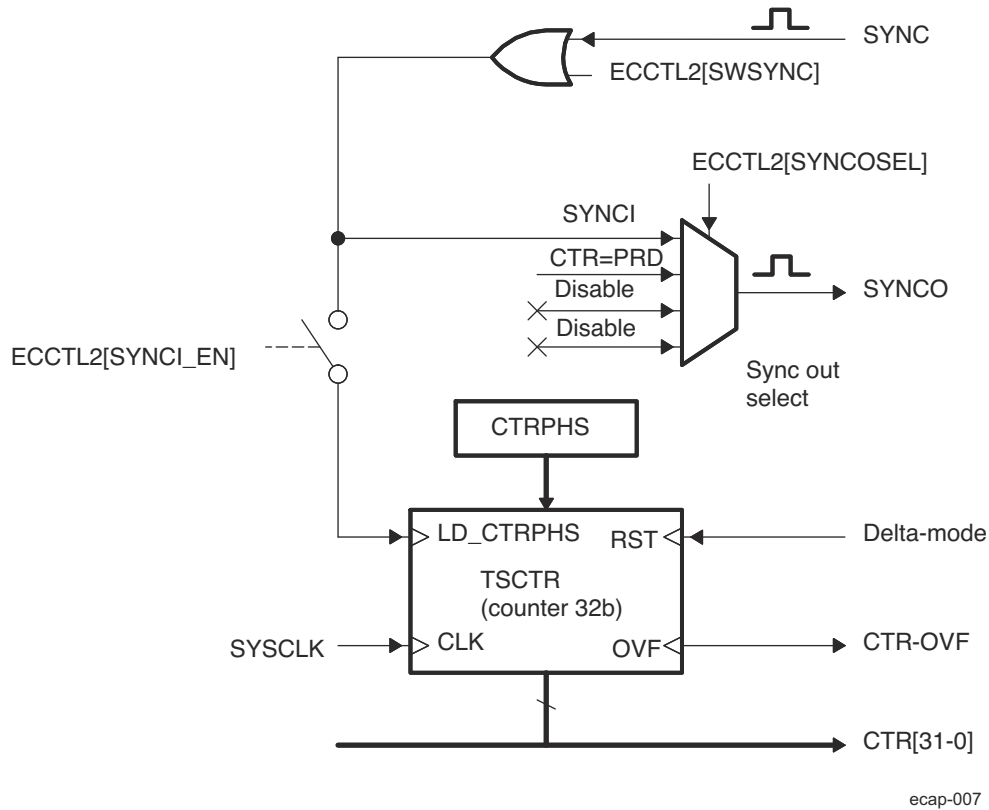 SYNC
ECCTL2[SWSYNC]
ECCTL2[SYNCOSEL]
SYNCI
CTR=PRD
Disable
SYNCO
Disable
ECCTL2[SYNCI_EN]
Sync out
select
CTRPHS
LD_CTRPHS
RST
Delta-mode
TSCTR
(counter 32b)
SYSCLK
CLK
OVF
CTR-OVF
CTR[31-0]
ecap-007